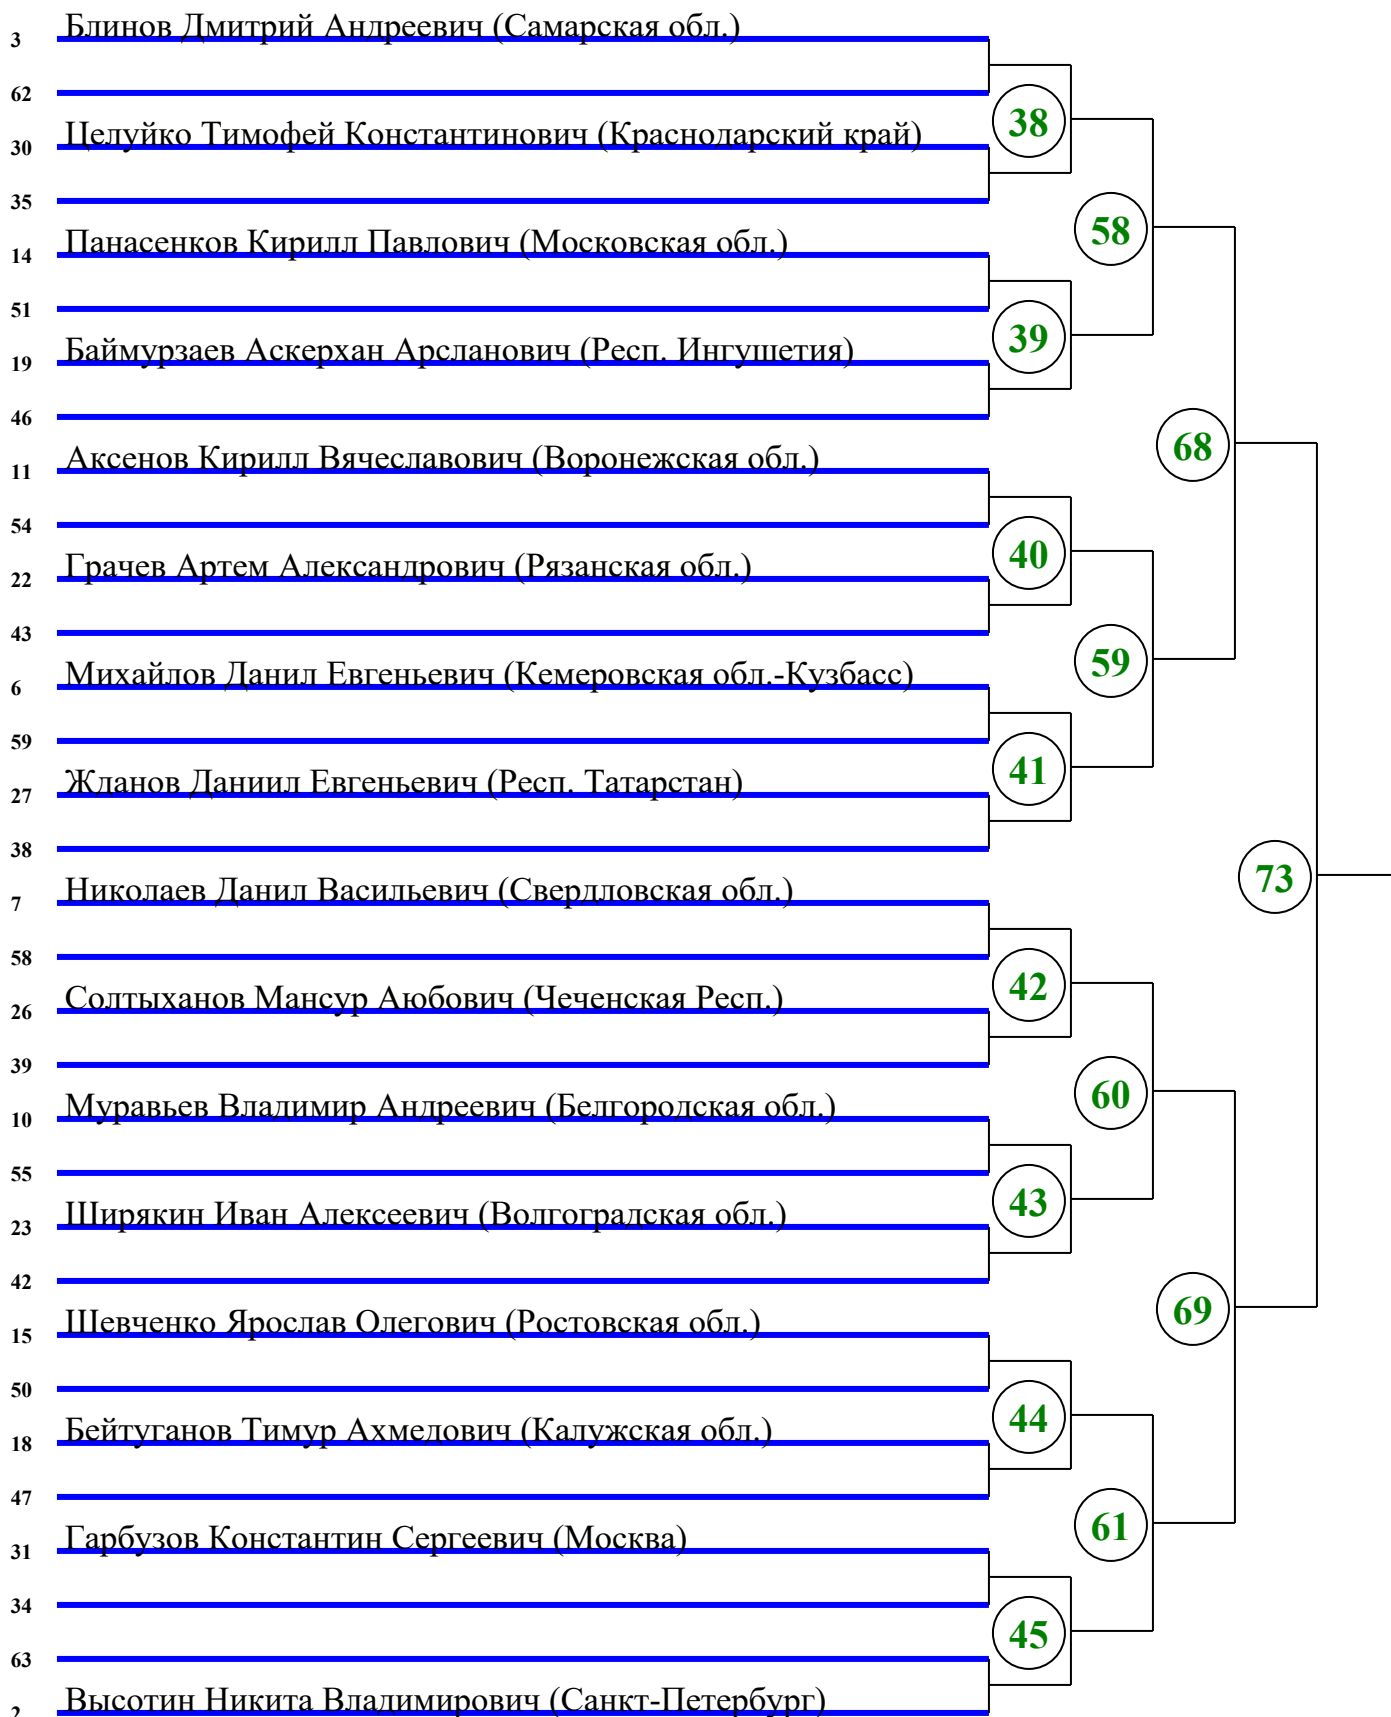 3 Блинов Дмитрий Андреевич (Самарская обл.)
62
38
30 Целуйко Тимофей Константинович (Краснодарский край)
35
58
14 Панасенков Кирилл Павлович (Московская обл.)
51
39
19 Баймурзаев Аскерхан Арсланович (Респ. Ингушетия)
46
68
11 Аксенов Кирилл Вячеславович (Воронежская обл.)
54
40
22 Грачев Артем Александрович (Рязанская обл.)
43
59
6 Михайлов Данил Евгеньевич (Кемеровская обл.-Кузбасс)
59
41
27 Жданов Даниил Евгеньевич (Респ. Татарстан)
38
73
7 Николаев Данил Васильевич (Свердловская обл.)
58
42
26 Солтыханов Мансур Аюбович (Чеченская Респ.)
39
60
10 Муравьев Владимир Андреевич (Белгородская обл.)
55
43
23 Ширякин Иван Алексеевич (Волгоградская обл.)
42
69
15 Шевченко Ярослав Олегович (Ростовская обл.)
50
44
18 Бейтуганов Тимур Ахмедович (Калужская обл.)
47
61
31 Гарбузов Константин Сергеевич (Москва)
34
45
63
2 Высотин Никита Владимирович (Санкт-Петербург)